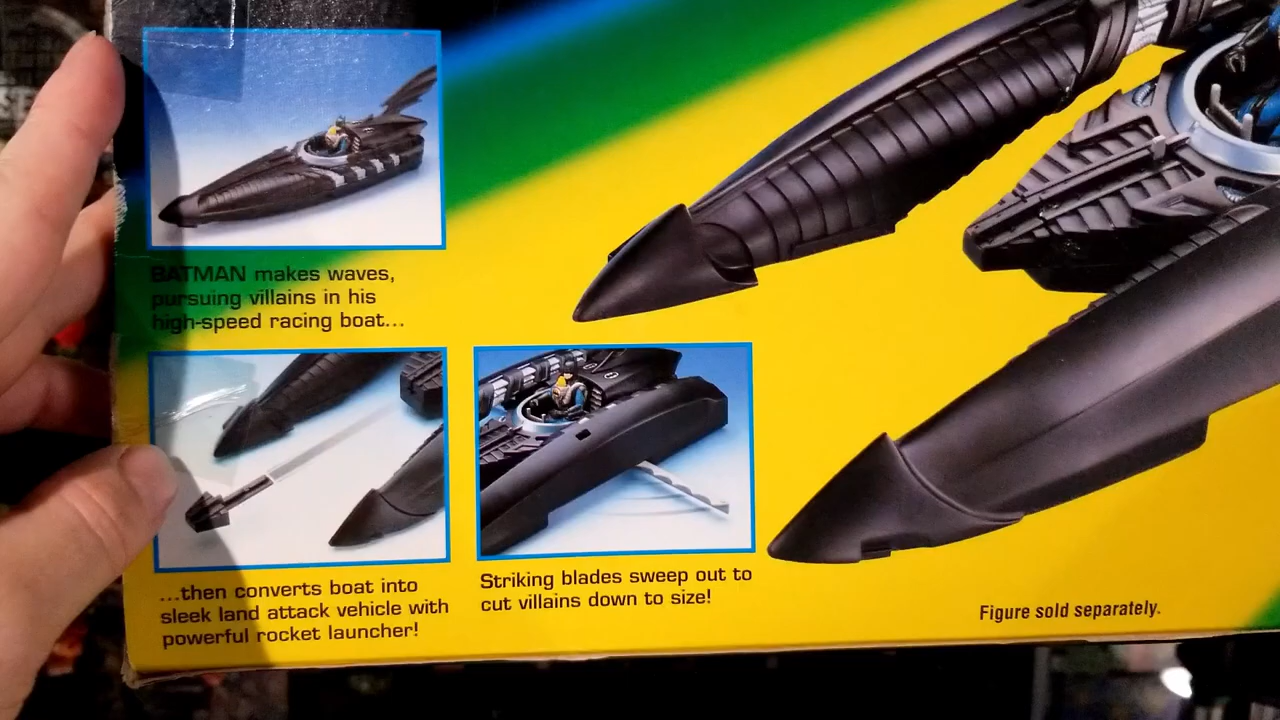 BATMAN makes waves,
pursuing villains in his
high-speed racing boat...
...then converts boat into
sleek land attack vehicle with
powerful rocket launcher!
Striking blades sweep out to
cut villains down to size!
Figure sold separately.